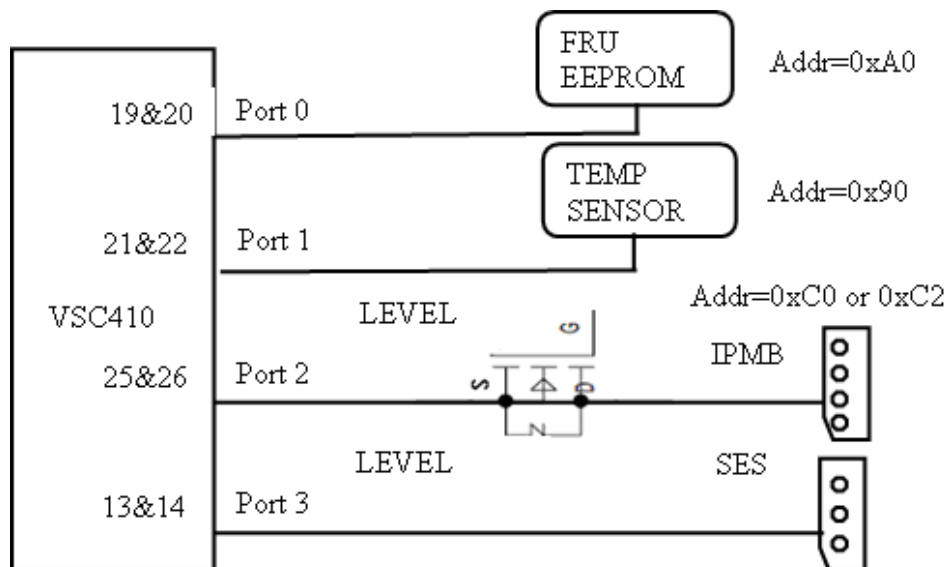 FRU
EEPROM
Addr=0xA0
19&20
Port 0
TEMP
SENSOR
Addr=0x90
21&22
Port 1
Addr=0xC0 or 0xC2
VSC410
LEVEL
G
IPMB
25&26
Port 2
S
D
N
LEVEL
SES
13&14
Port 3